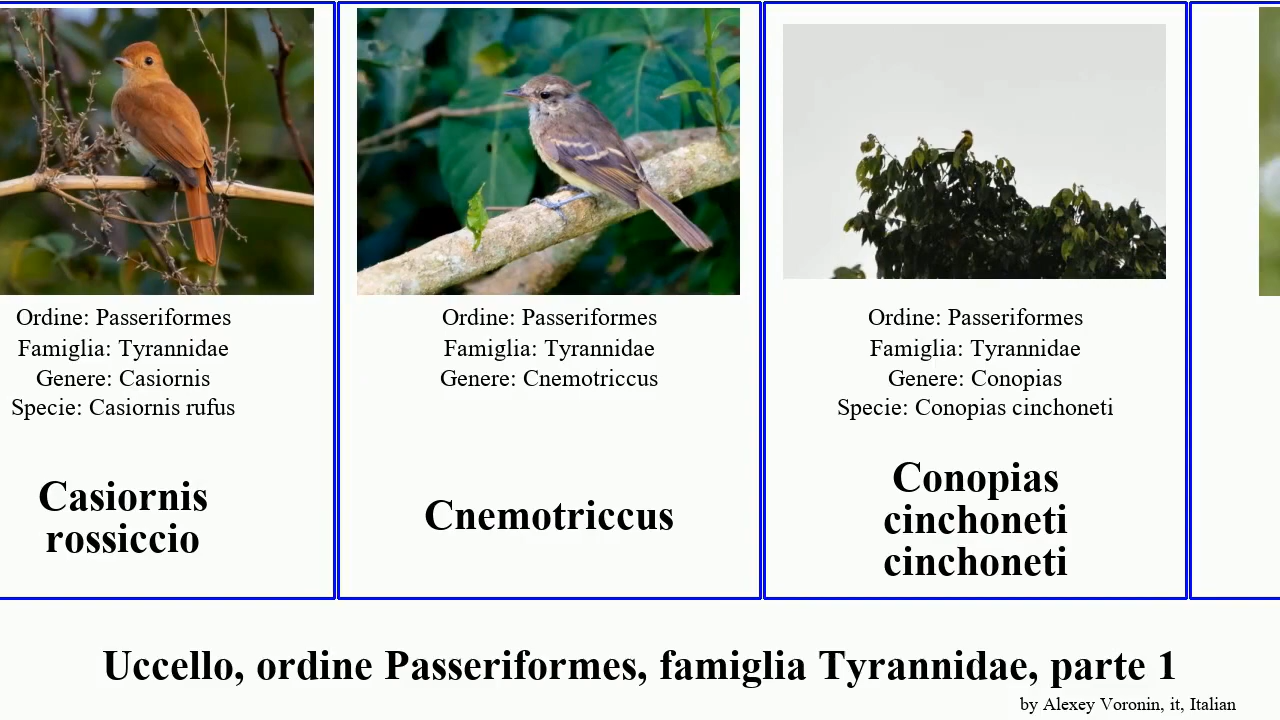 Ordine: Passeriformes
Famiglia: Tyrannidae
Genere: Casiornis
Specie: Casiornis rufus
Casiornis
rossiccio
Ordine: Passeriformes
Famiglia: Tyrannidae
Genere: Cnemotriccus
Cnemotriccus
Ordine: Passeriformes
Famiglia: Tyrannidae
Genere: Conopias
Specie: Conopias cinchoneti
Conopias
cinchoneti
cinchoneti
Uccello, ordine Passeriformes, famiglia Tyrannidae, parte 1
by Alexey Voronin, it, Italian